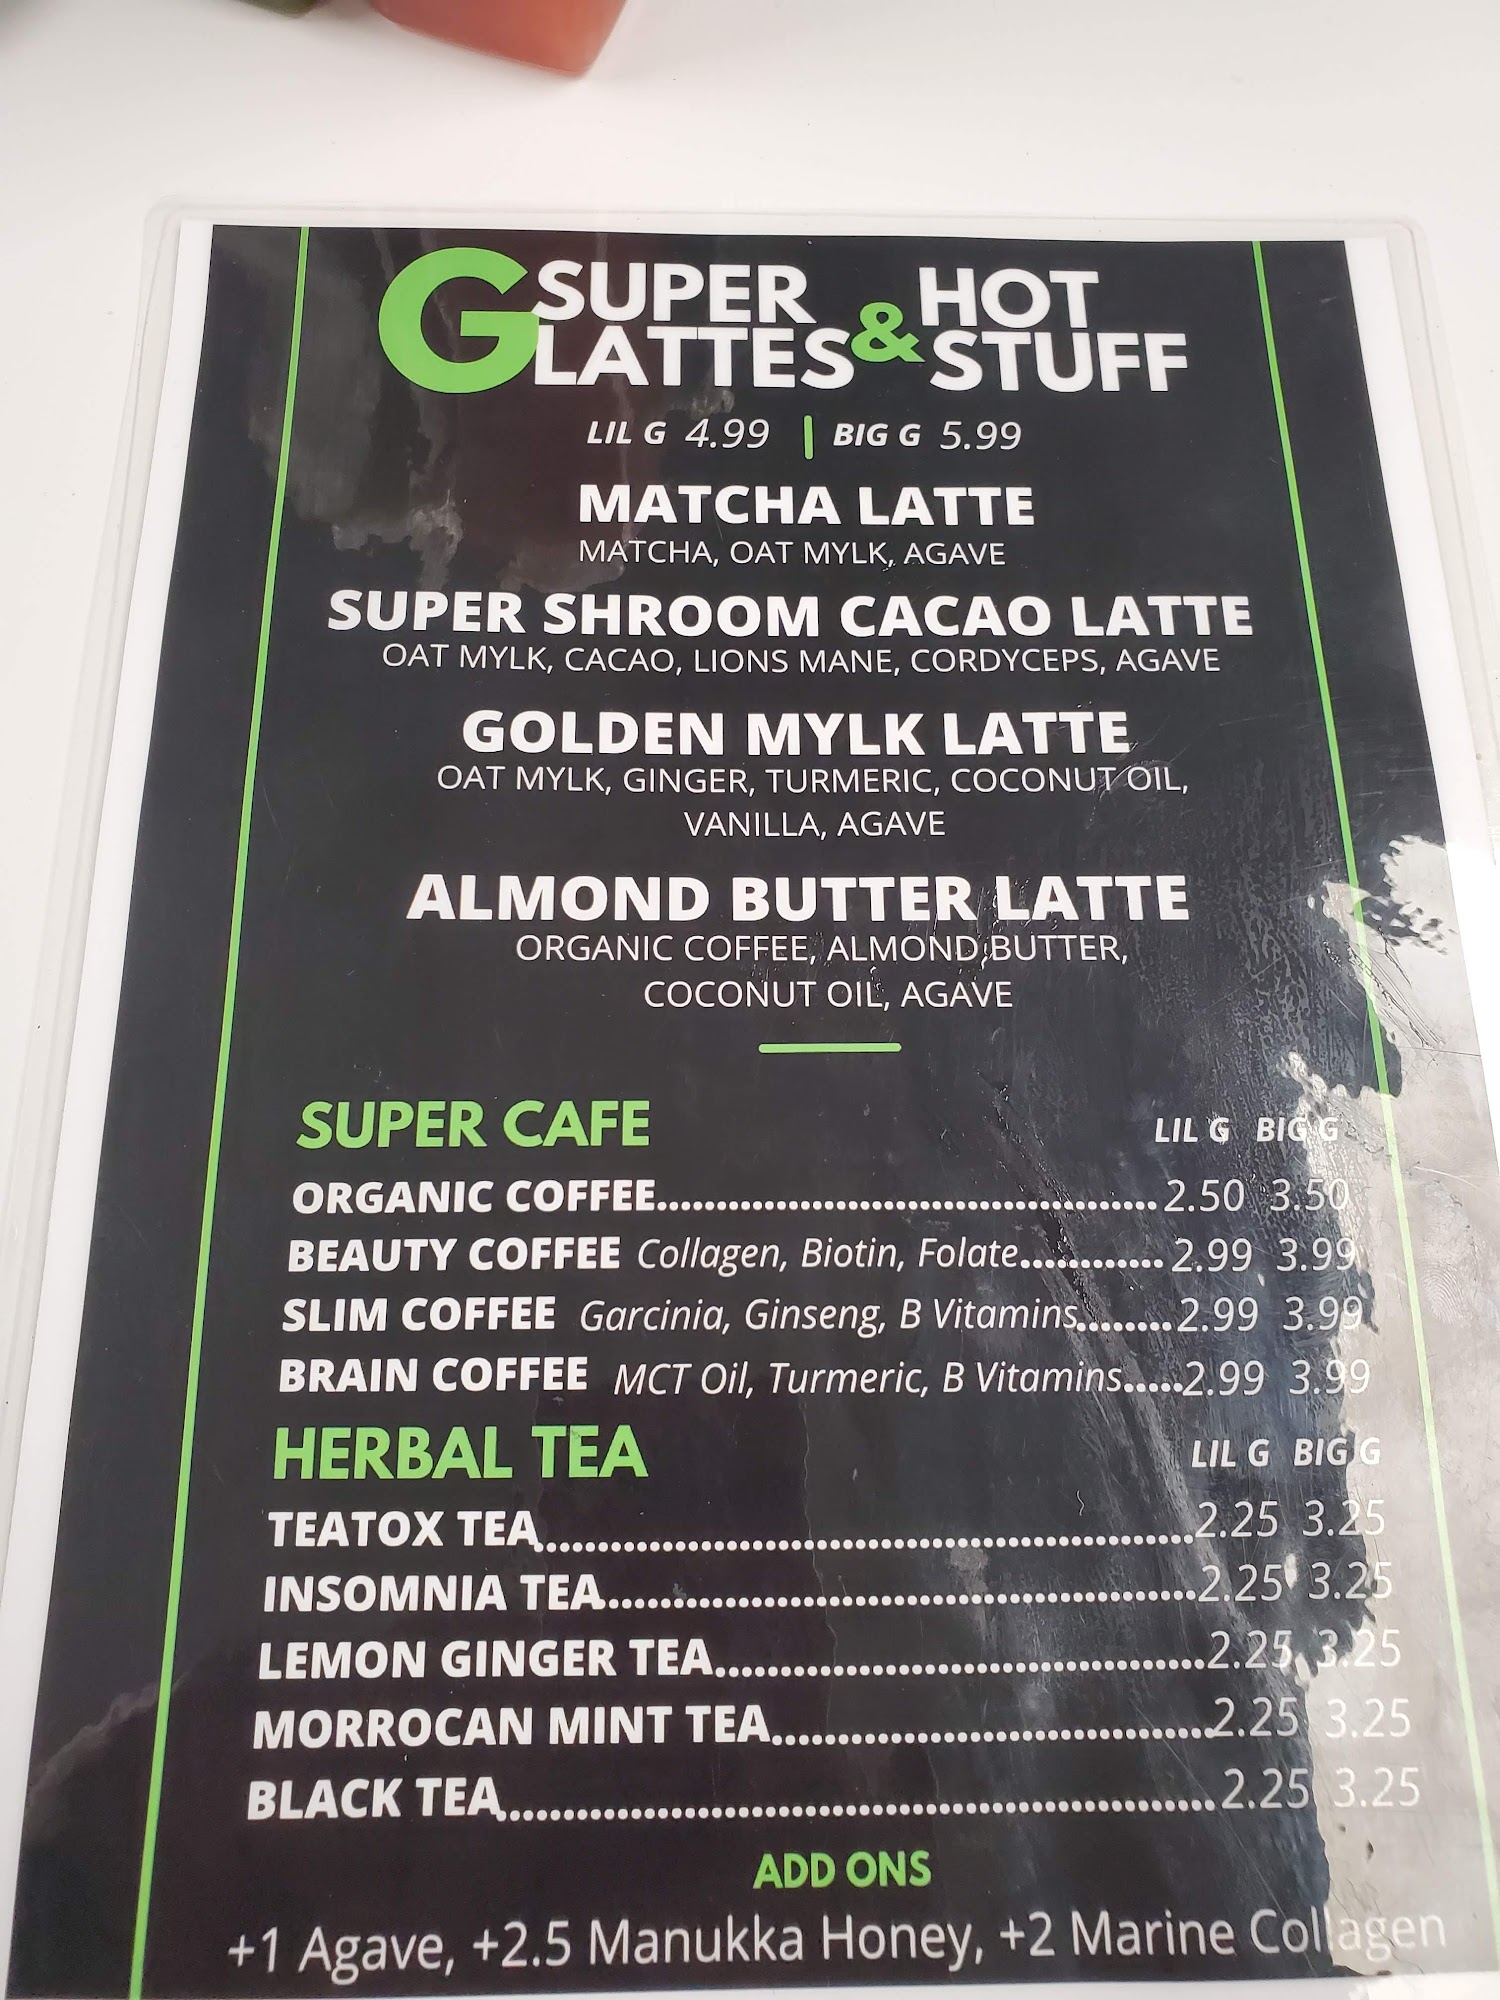 G SUPER LATTES & HOT STUFF
LIL G 4.99 | BIG G 5.99
MATCHA LATTE
MATCHA, OAT MYLK, AGAVE
SUPER SHROOM CACAO LATTE
OAT MYLK, CACAO, LIONS MANE, CORDYCEPS, AGAVE
GOLDEN MYLK LATTE
OAT MYLK, GINGER, TURMERIC, COCONUT OIL,
VANILLA, AGAVE
ALMOND BUTTER LATTE
ORGANIC COFFEE, ALMOND BUTTER,
COCONUT OIL, AGAVE
SUPER CAFE LIL G BIG G
ORGANIC COFFEE 2.50 3.50
BEAUTY COFFEE Collagen, Biotin, Folate 2.99 3.99
SLIM COFFEE Garcinia, Ginseng, B Vitamins 2.99 3.99
BRAIN COFFEE MCT Oil, Turmeric, B Vitamins 2.99 3.99
HERBAL TEA LIL G BIG G
TEATOX TEA 2.25 3.25
INSOMNIA TEA 2.25 3.25
LEMON GINGER TEA 2.25 3.25
MORROCAN MINT TEA 2.25 3.25
BLACK TEA 2.25 3.25
ADD ONS
+1 Agave, +2.5 Manukka Honey, +2 Marine Collagen